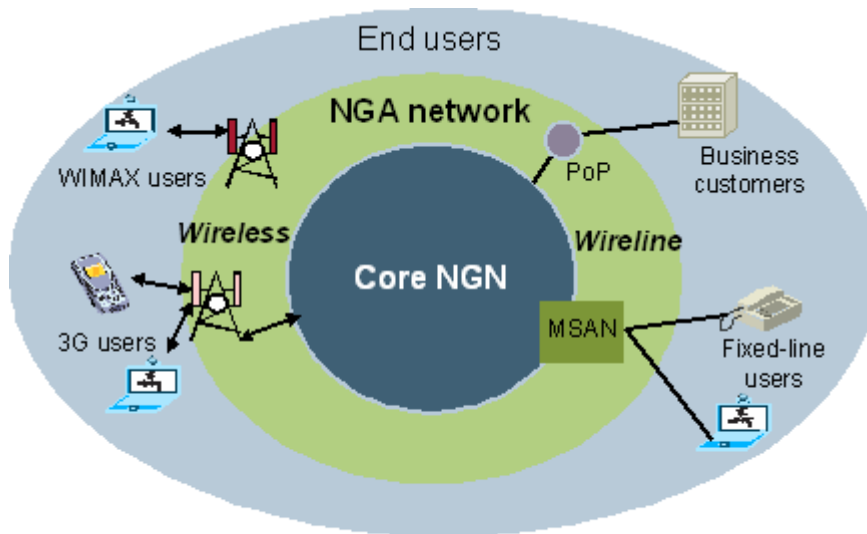 End users
NGA network
WIMAX users
PoP
Business
customers
Wireless
Wireline
Core NGN
3G users
MSAN
Fixed-line
users